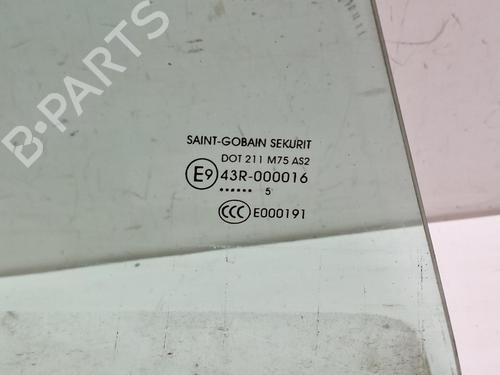 B-PARTS
SAINT-GOBAIN SEKURIT
DOT 211 M75 AS2
E9 43R-000016
...... 5
CCC E000191